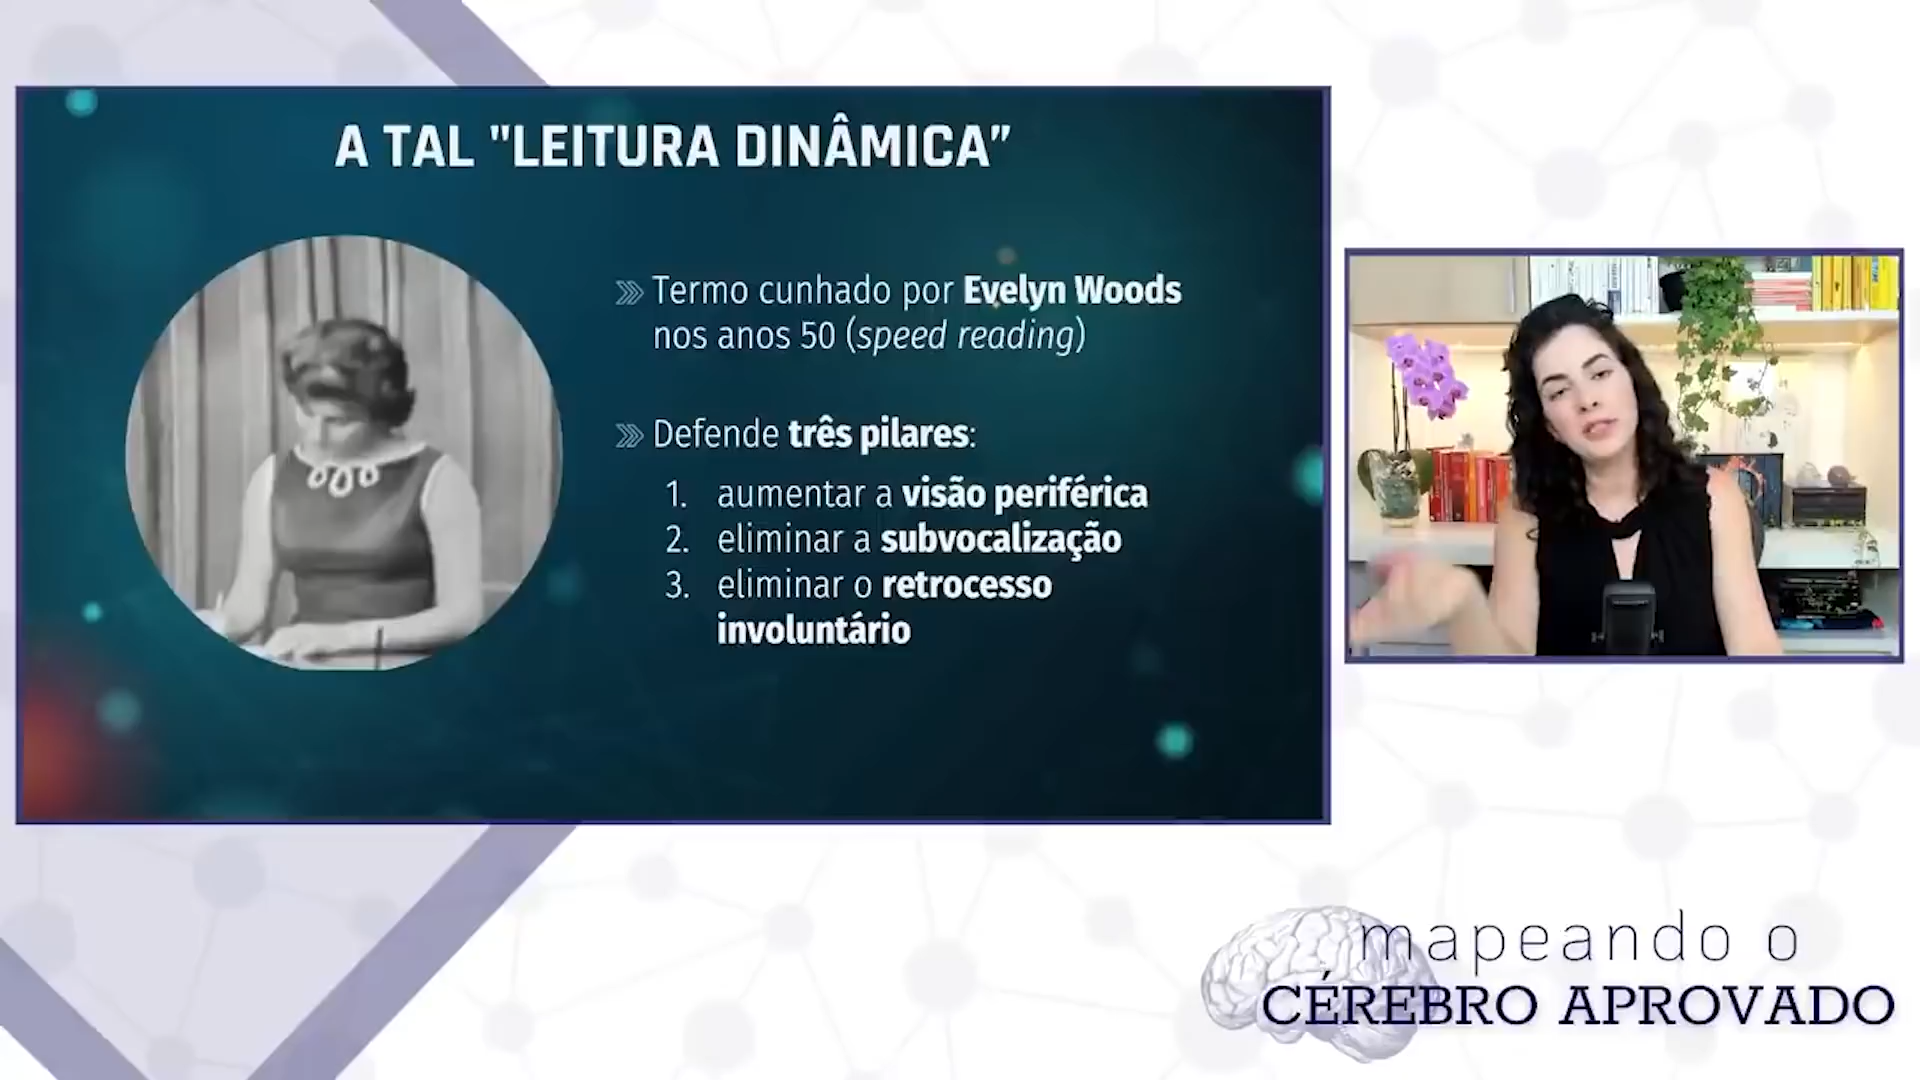 A TAL "LEITURA DINÂMICA”
Termo cunhado por Evelyn Woods
nos anos 50 (speed reading)
Defende três pilares:
1. aumentar a visão periférica
2. eliminar a subvocalização
3. eliminar o retrocesso
involuntário
mapeando o
CÉREBRO APROVADO